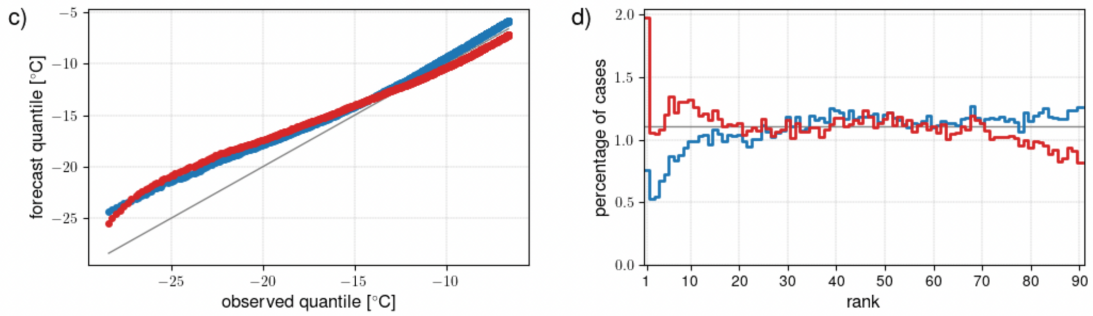 c)
−5
−10
−15
−20
−25
forecast quantile [°C]
−25 −20 −15 −10
observed quantile [°C]
d)
2.0
1.5
1.0
0.5
0.0
percentage of cases
1 10 20 30 40 50 60 70 80 90
rank